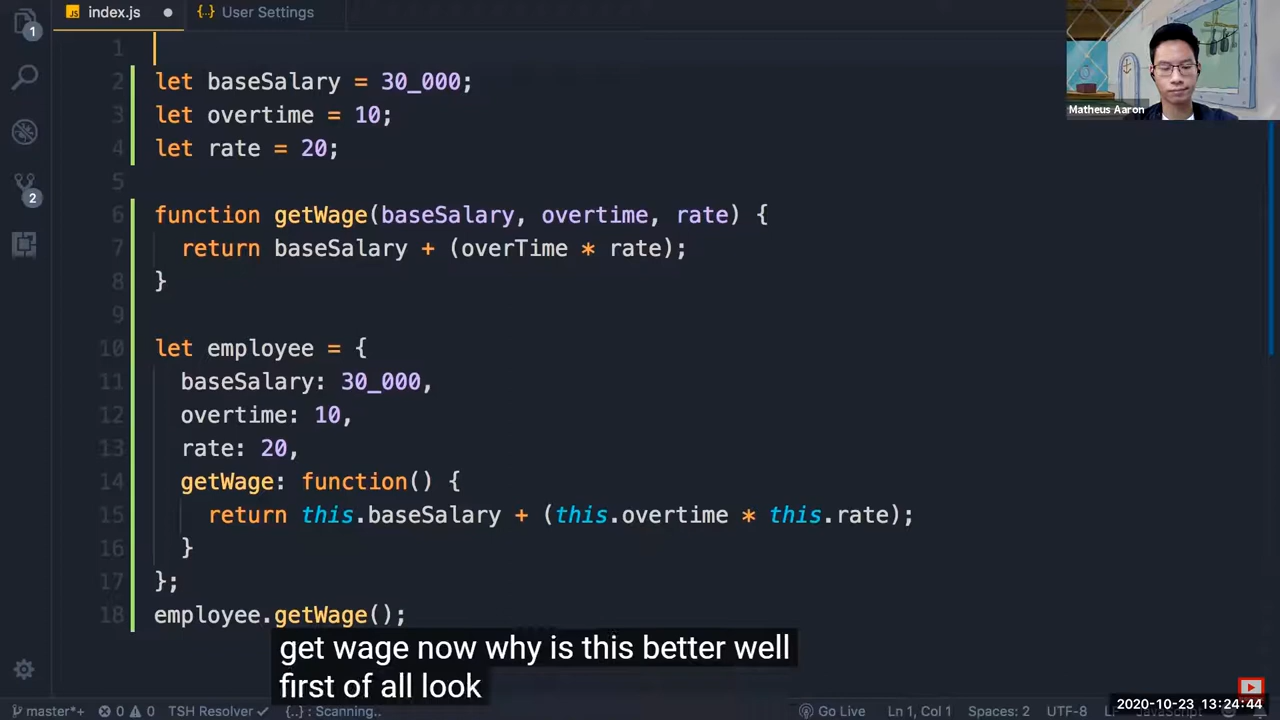 index.js
User Settings
Matheus Aaron
1
2
1
2 let baseSalary = 30_000;
3 let overtime = 10;
4 let rate = 20;
5
6 function getWage(baseSalary, overtime, rate) {
7 return baseSalary + (overTime * rate);
8 }
9
10 let employee = {
11 baseSalary: 30_000,
12 overtime: 10,
13 rate: 20,
14 getWage: function() {
15 return this.baseSalary + (this.overtime * this.rate);
16 }
17 };
18 employee.getWage();
get wage now why is this better well
first of all look
master*+ 0 0 TSH Resolver {..} : Scanning.. Go Live Ln 1, Col 1 Spaces: 2 UTF-8
2020-10-23 13:24:44